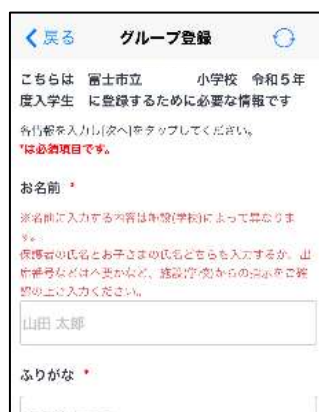 戻る グループ登録
こちらは 富士市立 小学校 令和5年
度入学生 に登録するために必要な情報です
各情報を入力し[次へ]をタップしてください。
*は必須項目です。
お名前 *
※名前に入力する内容は施設(学校)によって異なりま
す。
保護者の氏名とお子さまの氏名どちらも入力するか、出
席番号などは不要かなど、施設(学校)からの指示をご確
認の上ご入力ください。
山田 太郎
ふりがな *